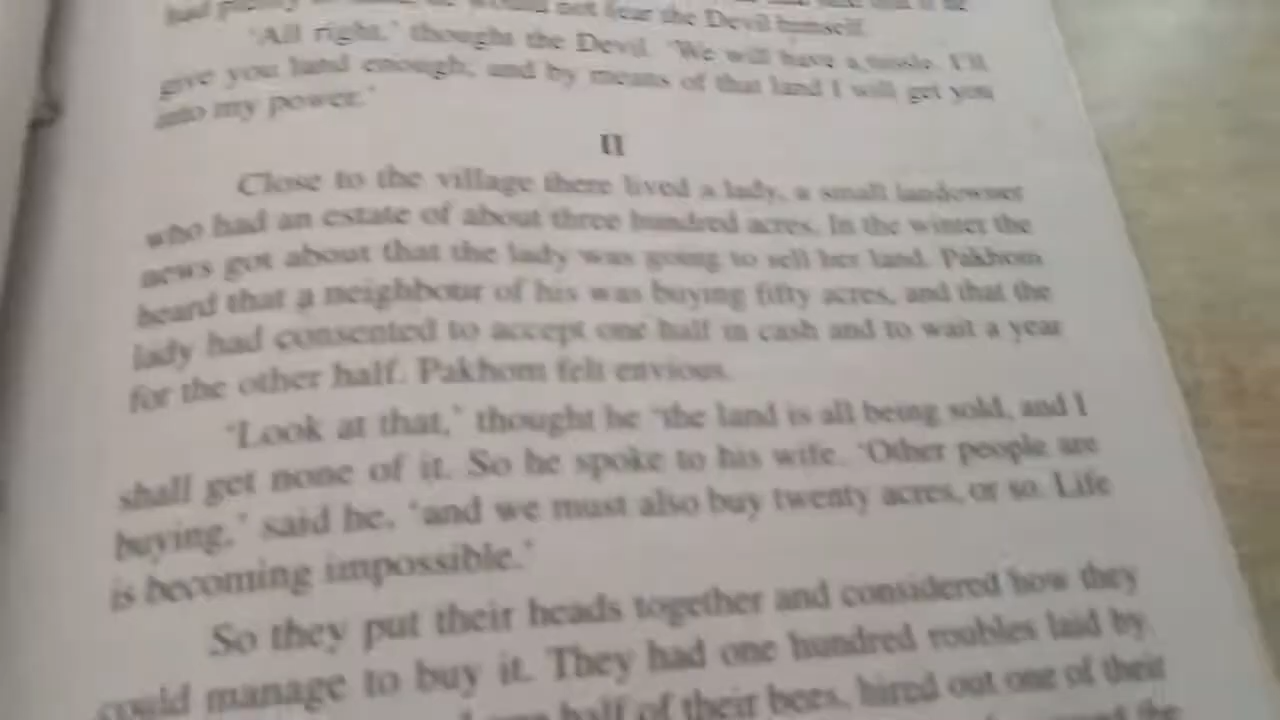 had plenty not fear the Devil himself.
'All right,' thought the Devil. 'We will have a tussle. I'll
give you land enough; and by means of that land I will get you
into my power.'
II
Close to the village there lived a lady, a small landowner
who had an estate of about three hundred acres. In the winter the
news got about that the lady was going to sell her land. Pakhom
heard that a neighbour of his was buying fifty acres, and that the
lady had consented to accept one half in cash and to wait a year
for the other half. Pakhom felt envious.
'Look at that,' thought he 'the land is all being sold, and I
shall get none of it. So he spoke to his wife. 'Other people are
buying,' said he, 'and we must also buy twenty acres, or so. Life
is becoming impossible.'
So they put their heads together and considered how they
could manage to buy it. They had one hundred roubles laid by.
one half of their bees, hired out one of their
the